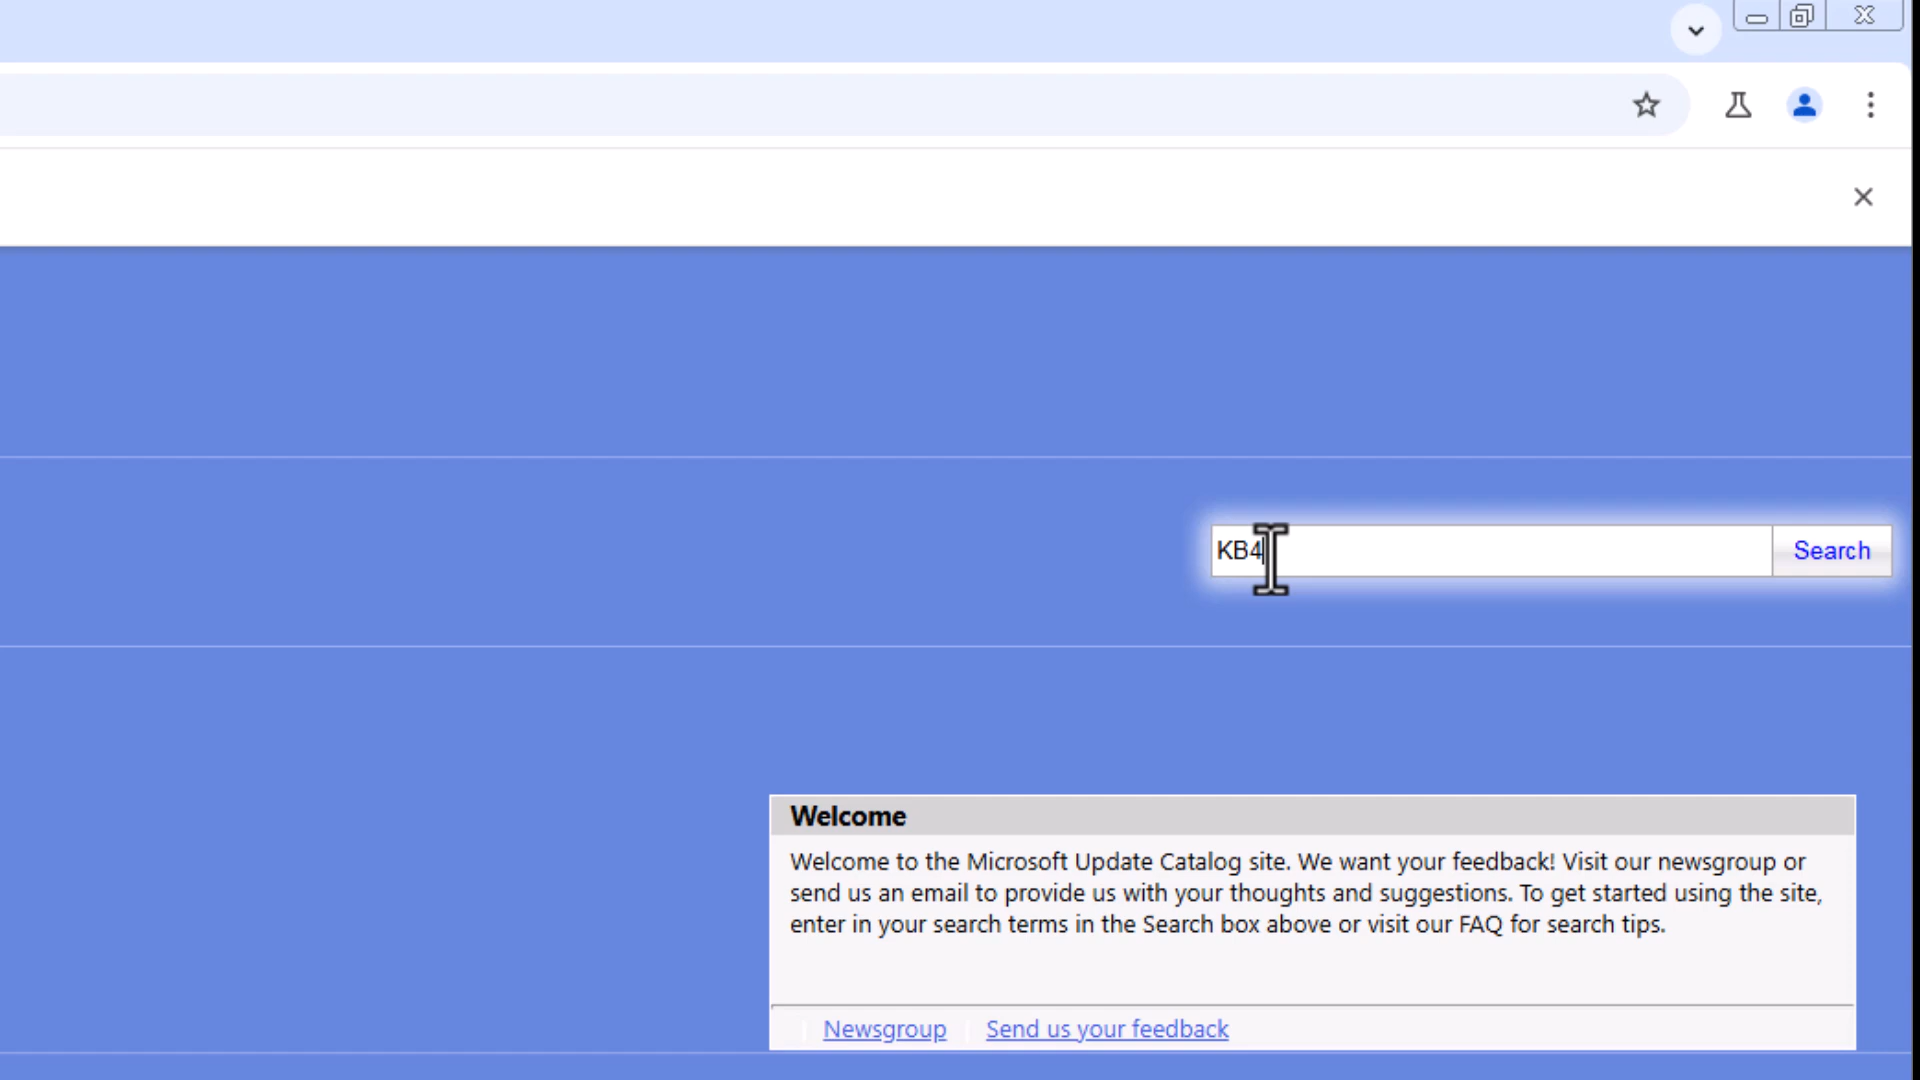 KB4
Search
Welcome
Welcome to the Microsoft Update Catalog site. We want your feedback! Visit our newsgroup or
send us an email to provide us with your thoughts and suggestions. To get started using the site,
enter in your search terms in the Search box above or visit our FAQ for search tips.
Newsgroup
Send us your feedback